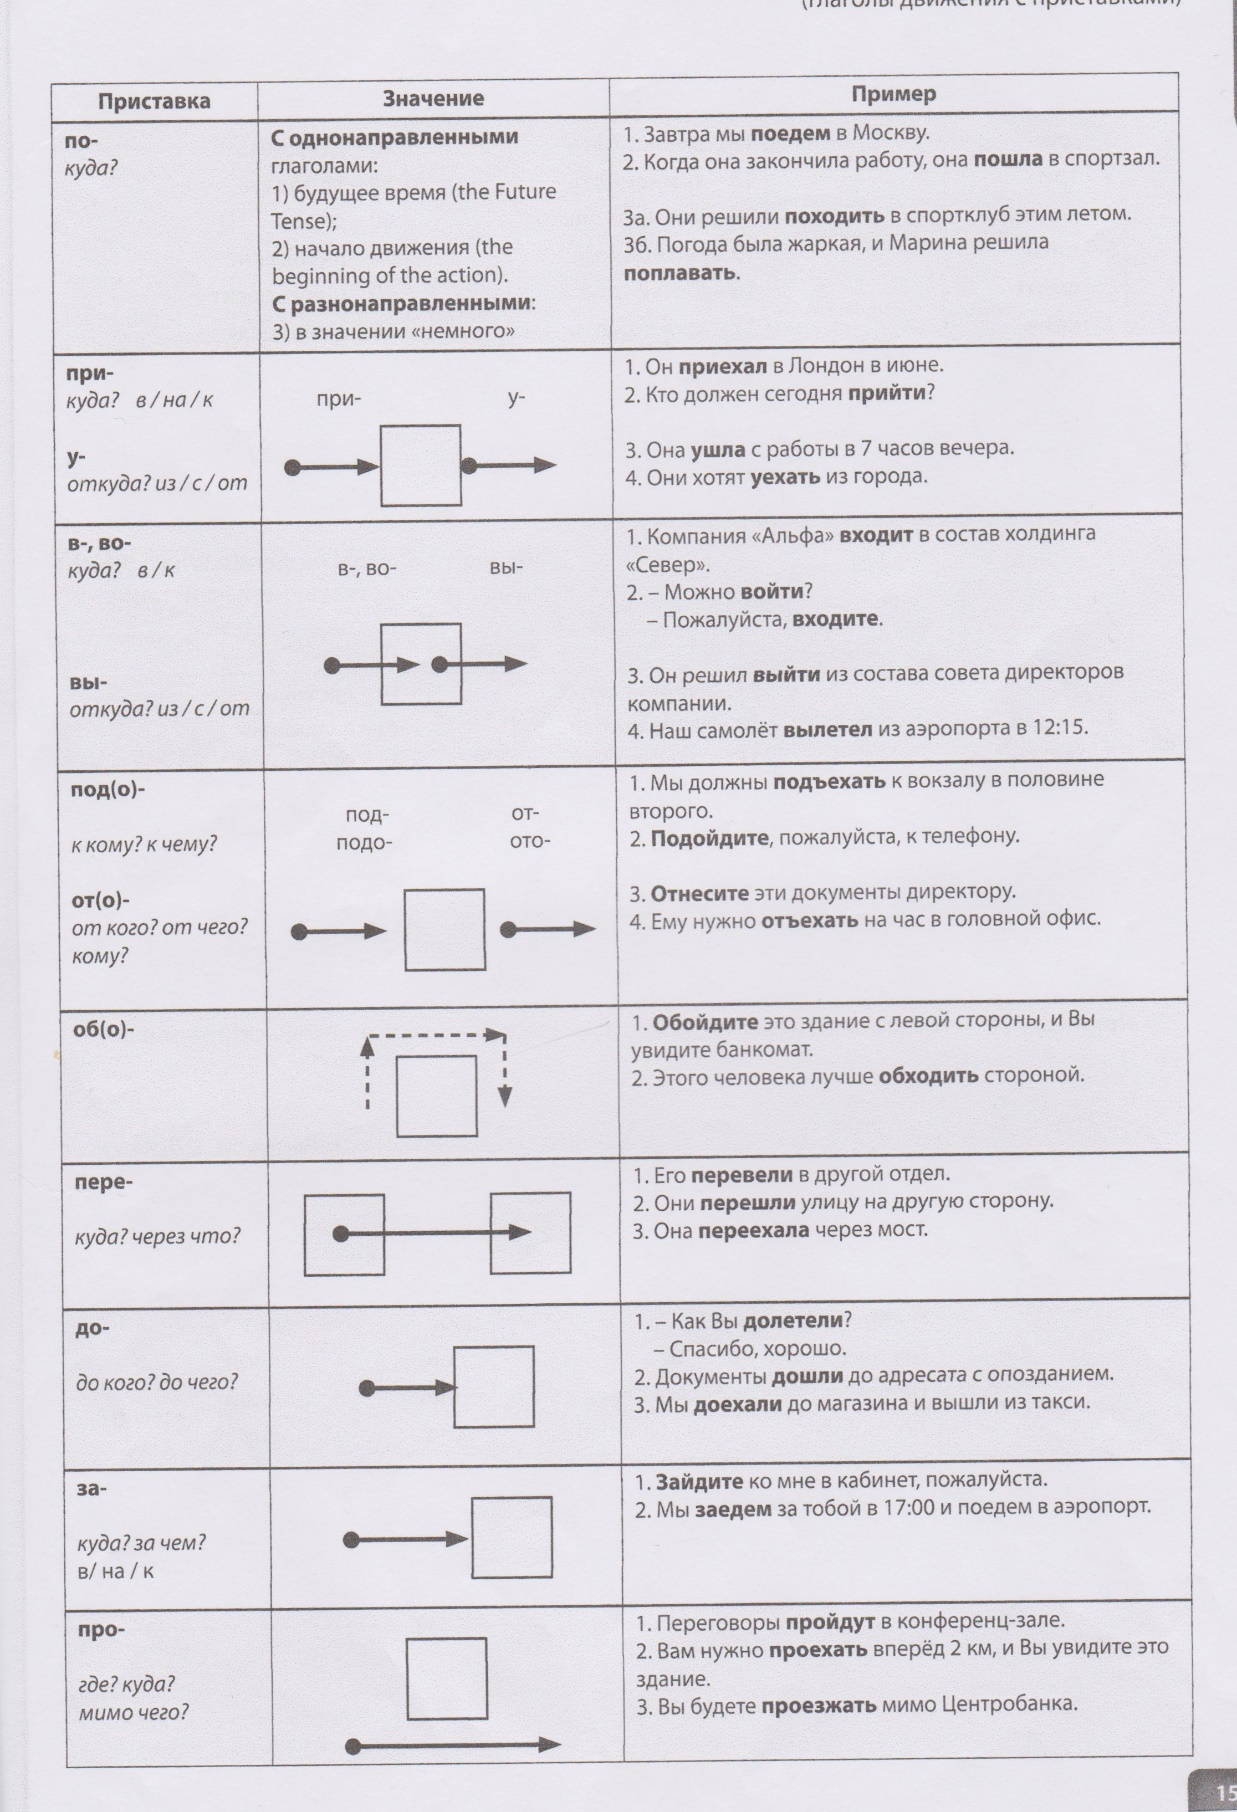 (глаголы движения с приставками)
Приставка
Значение
Пример
по-
куда?
С однонаправленными
глаголами:
1) будущее время (the Future
Tense);
2) начало движения (the
beginning of the action).
С разнонаправленными:
3) в значении «немного»
1. Завтра мы поедем в Москву.
2. Когда она закончила работу, она пошла в спортзал.
3а. Они решили походить в спортклуб этим летом.
3б. Погода была жаркая, и Марина решила
поплавать.
при-
куда? в / на / к
у-
откуда? из / с / от
при-
у-
1. Он приехал в Лондон в июне.
2. Кто должен сегодня прийти?
3. Она ушла с работы в 7 часов вечера.
4. Они хотят уехать из города.
в-, во-
куда? в / к
вы-
откуда? из / с / от
в-, во-
вы-
1. Компания «Альфа» входит в состав холдинга
«Север».
2. – Можно войти?
– Пожалуйста, входите.
3. Он решил выйти из состава совета директоров
компании.
4. Наш самолёт вылетел из аэропорта в 12:15.
под(о)-
к кому? к чему?
от(о)-
от кого? от чего?
кому?
под-
от-
подо-
ото-
1. Мы должны подъехать к вокзалу в половине
второго.
2. Подойдите, пожалуйста, к телефону.
3. Отнесите эти документы директору.
4. Ему нужно отъехать на час в головной офис.
об(о)-
1. Обойдите это здание с левой стороны, и Вы
увидите банкомат.
2. Этого человека лучше обходить стороной.
пере-
куда? через что?
1. Его перевели в другой отдел.
2. Они перешли улицу на другую сторону.
3. Она переехала через мост.
до-
до кого? до чего?
1. – Как Вы долетели?
– Спасибо, хорошо.
2. Документы дошли до адресата с опозданием.
3. Мы доехали до магазина и вышли из такси.
за-
куда? за чем?
в/ на / к
1. Зайдите ко мне в кабинет, пожалуйста.
2. Мы заедем за тобой в 17:00 и поедем в аэропорт.
про-
где? куда?
мимо чего?
1. Переговоры пройдут в конференц-зале.
2. Вам нужно проехать вперёд 2 км, и Вы увидите это
здание.
3. Вы будете проезжать мимо Центробанка.
15